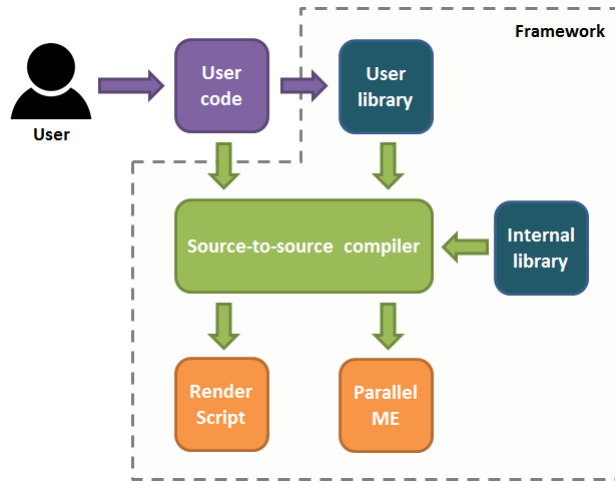 Framework
User
User
code
User
library
Source-to-source compiler
Internal
library
Render
Script
Parallel
ME